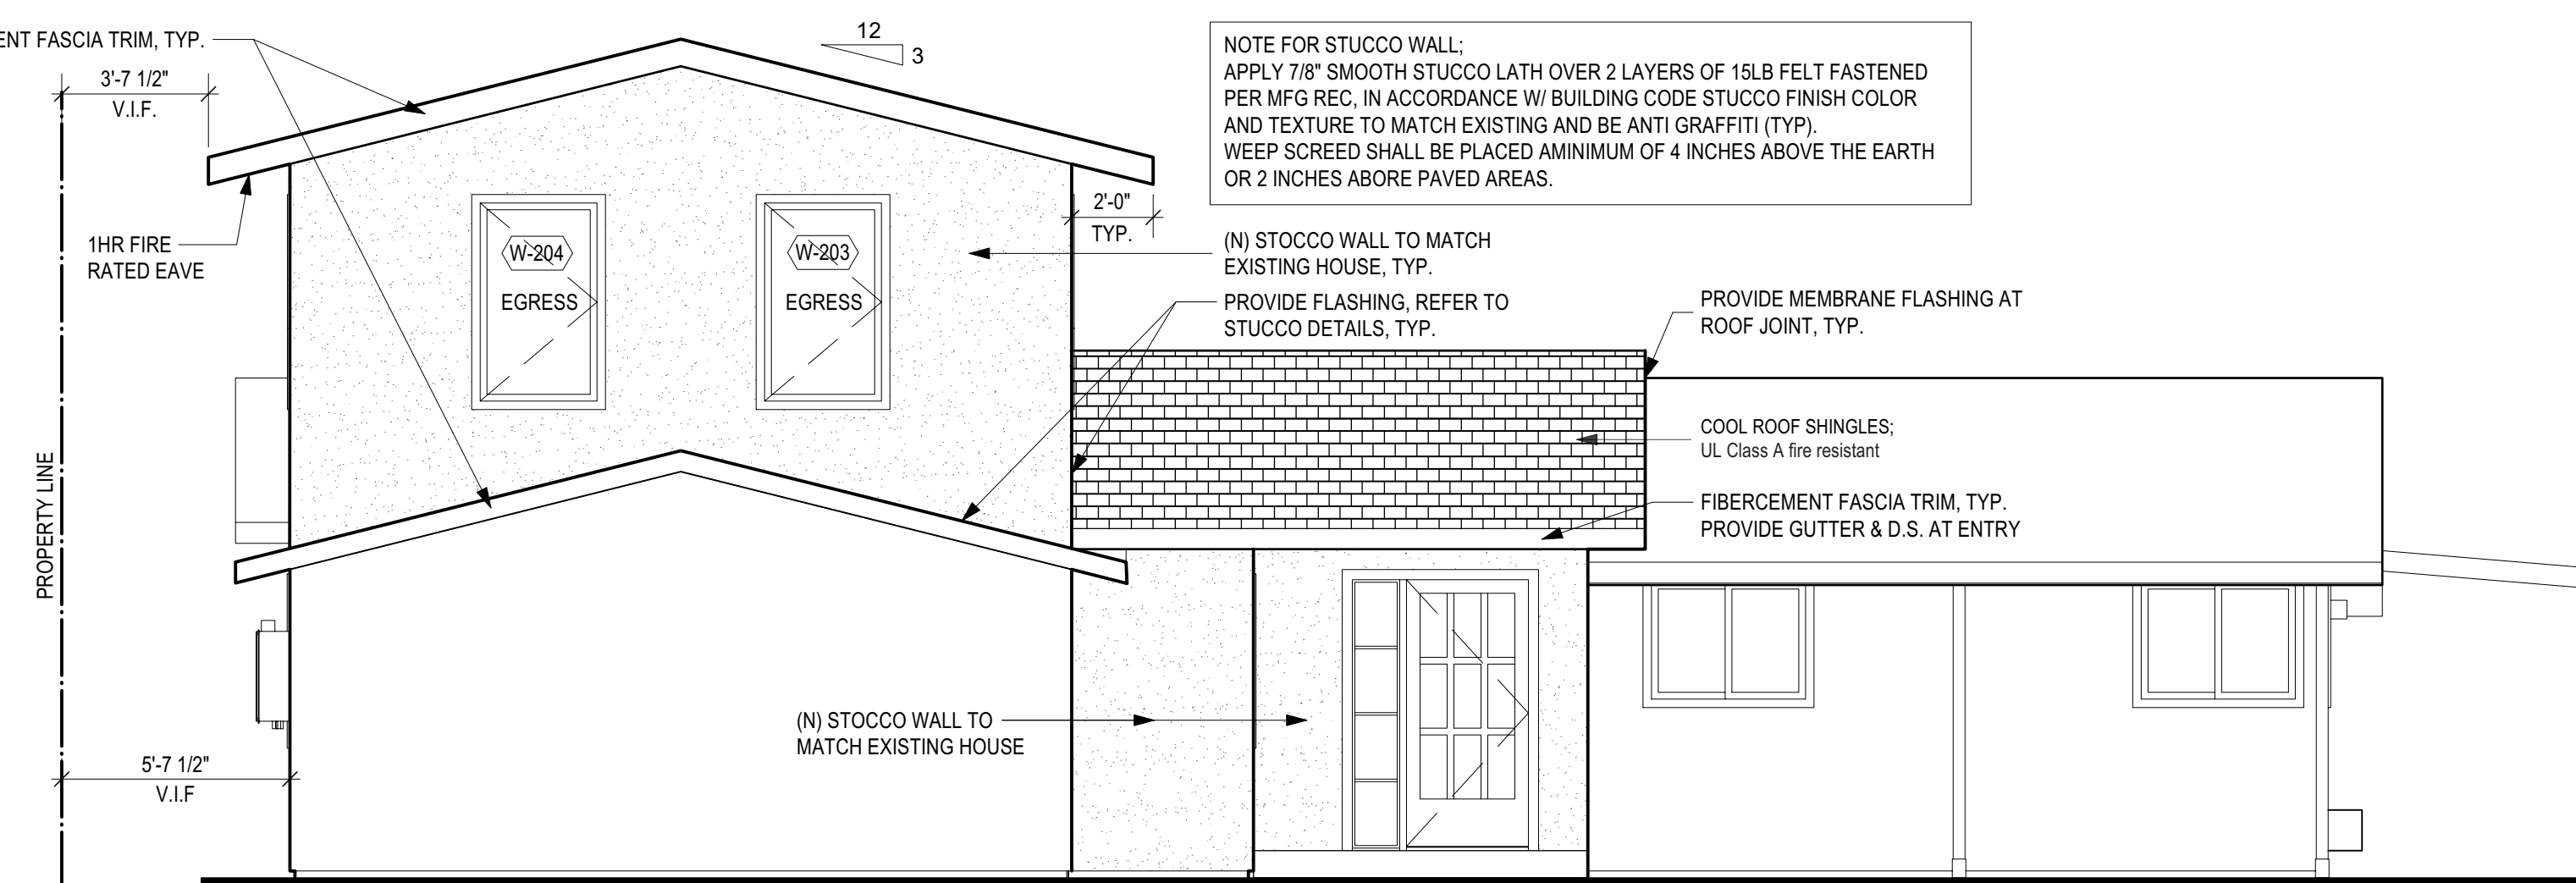 ENT FASCIA TRIM, TYP.
3'-7 1/2"
V.I.F.
12
3
NOTE FOR STUCCO WALL;
APPLY 7/8" SMOOTH STUCCO LATH OVER 2 LAYERS OF 15LB FELT FASTENED
PER MFG REC, IN ACCORDANCE W/ BUILDING CODE STUCCO FINISH COLOR
AND TEXTURE TO MATCH EXISTING AND BE ANTI GRAFFITI (TYP).
WEEP SCREED SHALL BE PLACED AMINIMUM OF 4 INCHES ABOVE THE EARTH
OR 2 INCHES ABORE PAVED AREAS.
1HR FIRE
RATED EAVE
W-204
EGRESS
W-203
EGRESS
2'-0"
TYP.
(N) STOCCO WALL TO MATCH
EXISTING HOUSE, TYP.
PROVIDE FLASHING, REFER TO
STUCCO DETAILS, TYP.
PROVIDE MEMBRANE FLASHING AT
ROOF JOINT, TYP.
COOL ROOF SHINGLES;
UL Class A fire resistant
FIBERCEMENT FASCIA TRIM, TYP.
PROVIDE GUTTER & D.S. AT ENTRY
PROPERTY LINE
(N) STOCCO WALL TO
MATCH EXISTING HOUSE
5'-7 1/2"
V.I.F